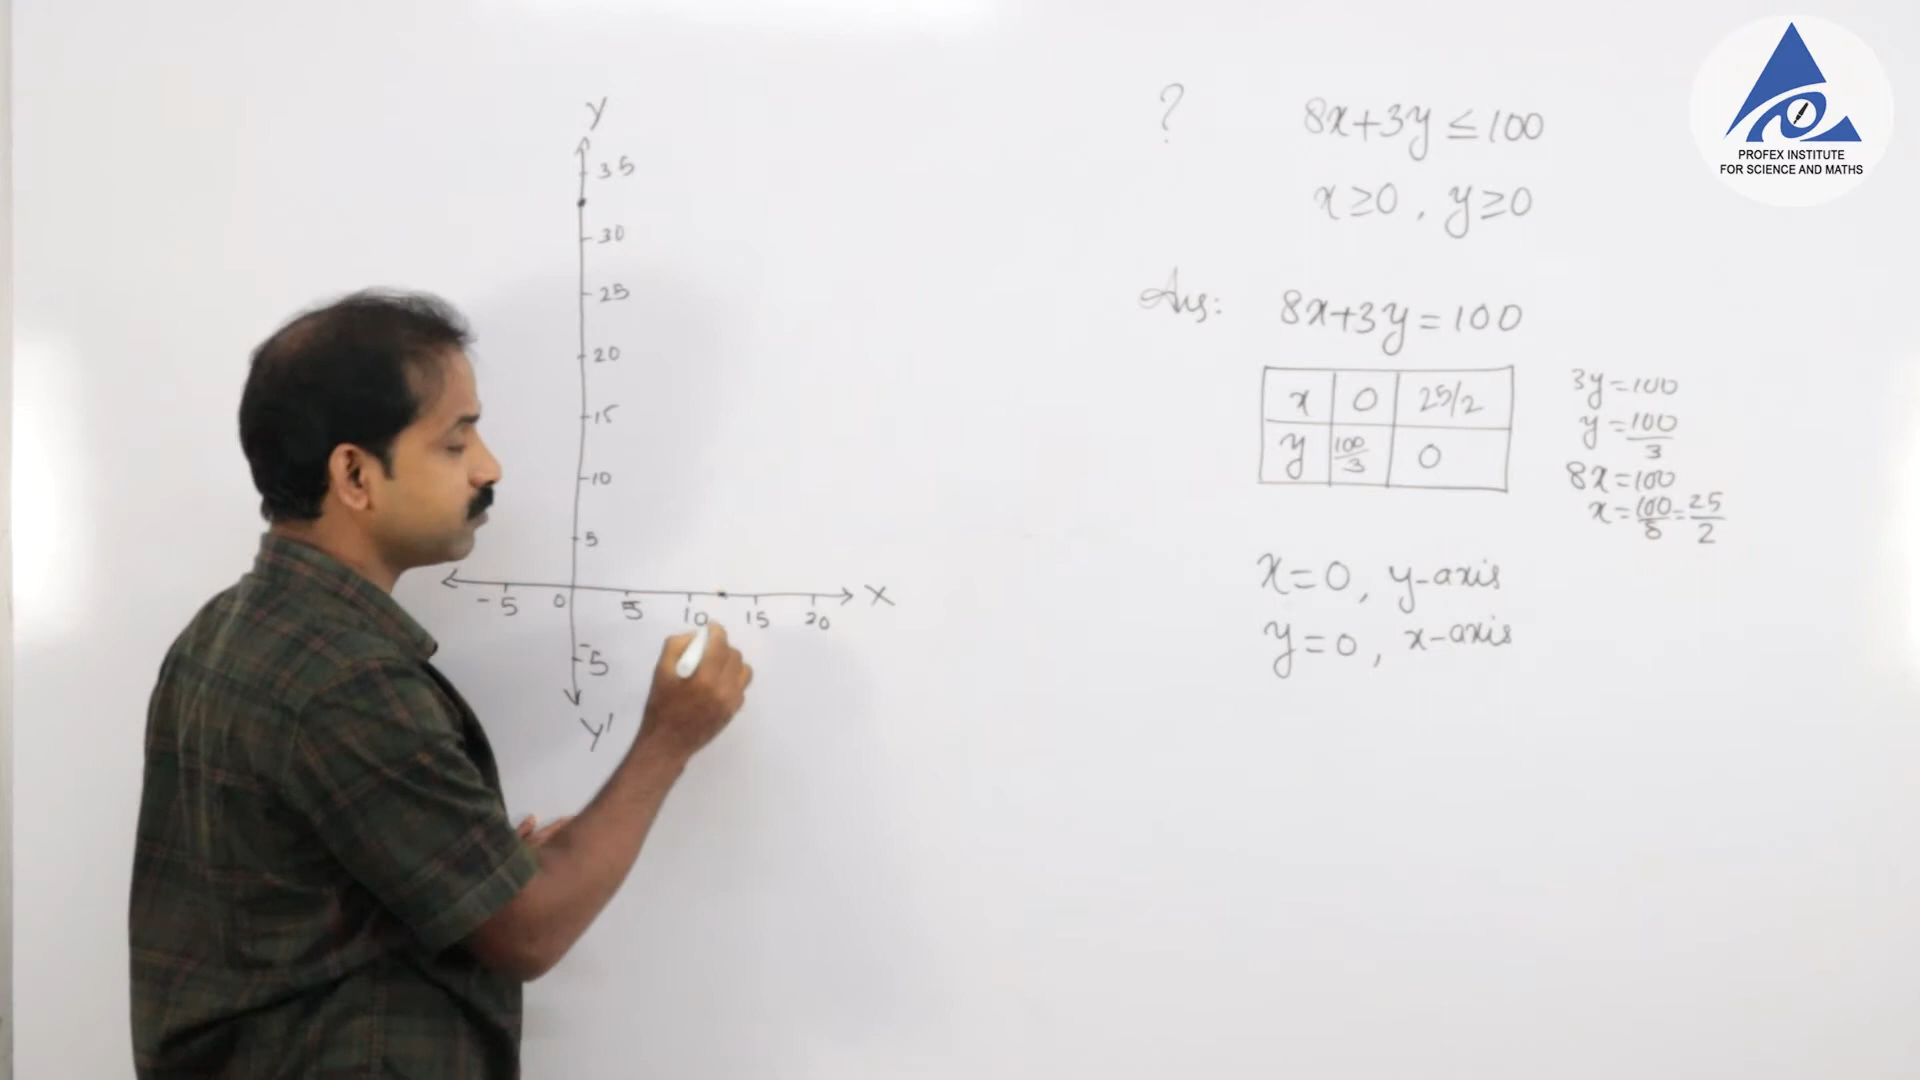 Y
35
30
25
20
15
10
5
-5 0 5 10 15 20 X
-5
Y'
? 8x+3y ≤ 100
x ≥ 0, y ≥ 0
Ans: 8x+3y = 100
x 0 25/2
y 100/3 0
3y = 100
y = 100/3
8x = 100
x = 100/8 = 25/2
x = 0, y-axis
y = 0, x-axis
PROFEX INSTITUTE
FOR SCIENCE AND MATHS